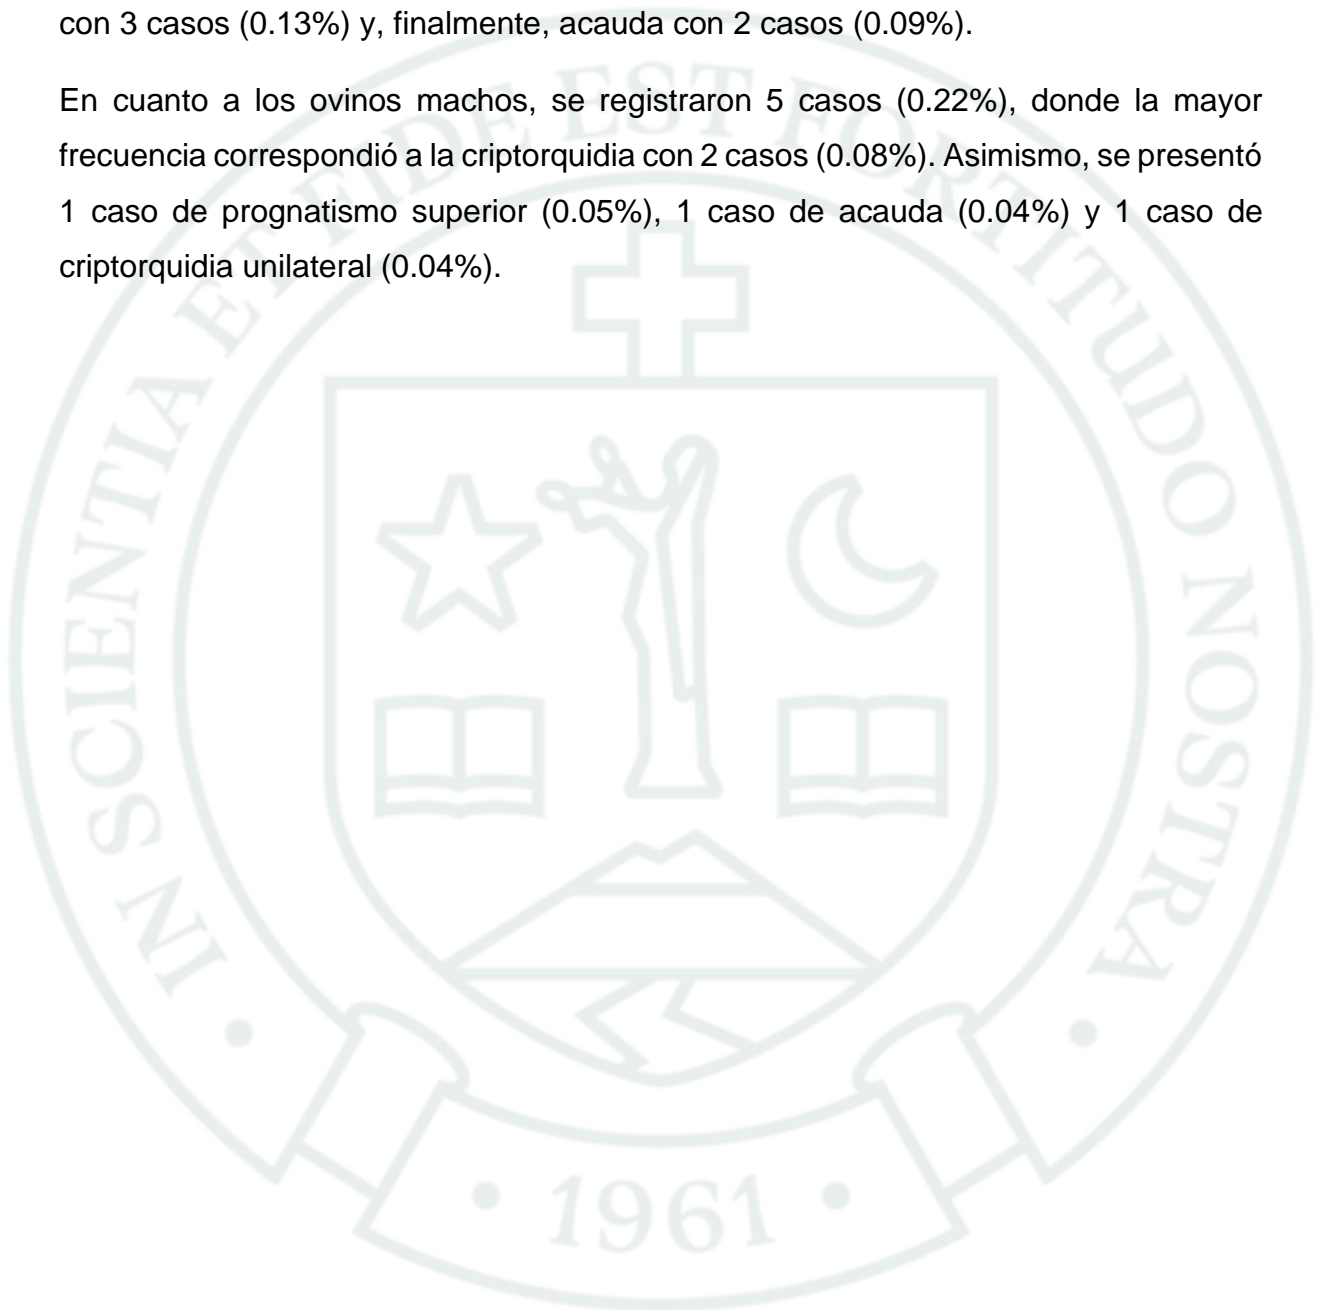 con 3 casos (0.13%) y, finalmente, acauda con 2 casos (0.09%).
En cuanto a los ovinos machos, se registraron 5 casos (0.22%), donde la mayor
frecuencia correspondió a la criptorquidia con 2 casos (0.08%). Asimismo, se presentó
1 caso de prognatismo superior (0.05%), 1 caso de acauda (0.04%) y 1 caso de
criptorquidia unilateral (0.04%).
IN SCIENTIA ET FIDE EST FORTITUDO NOSTRA
• 1961 •